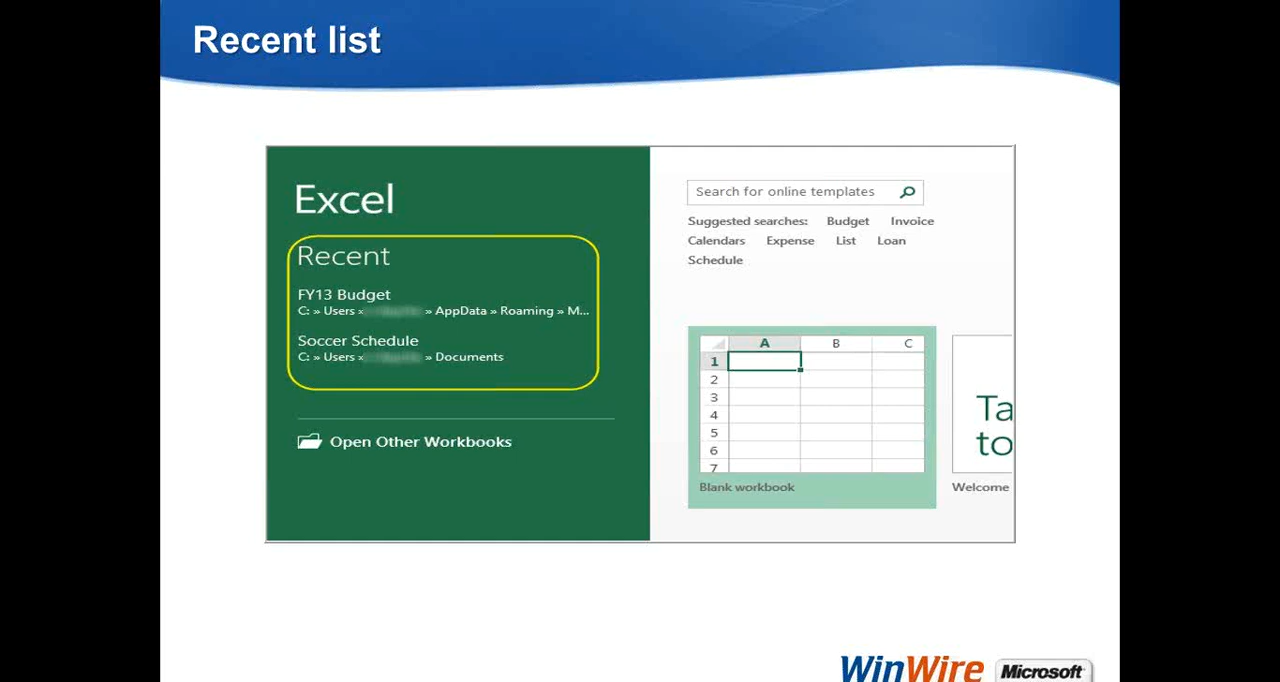 Recent list
Excel
Recent
FY13 Budget
C: » Users » » AppData » Roaming » M...
Soccer Schedule
C: » Users » » Documents
Open Other Workbooks
Search for online templates
Suggested searches: Budget Invoice
Calendars Expense List Loan
Schedule
A B C
1
2
3
4
5
6
7
Blank workbook
Ta
to
Welcome
WinWire Microsoft